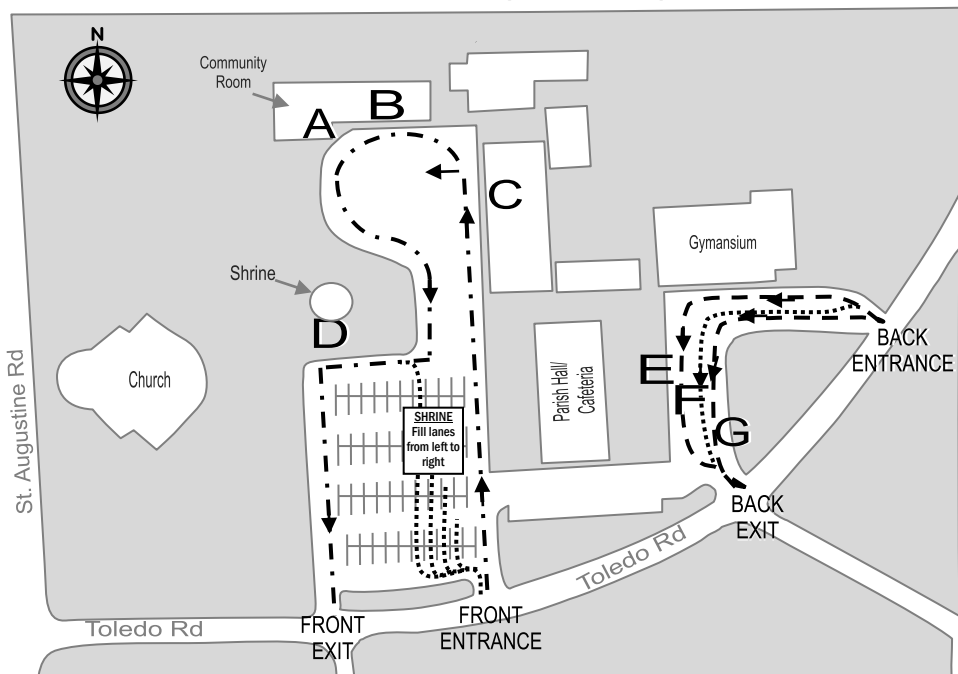 N
Community
Room
A
B
C
Gymansium
Shrine
D
BACK
ENTRANCE
E
F
G
Church
Parish Hall/
Cafeteria
St. Augustine Rd
SHRINE
Fill lanes
from left to
right
BACK
EXIT
Toledo Rd
Toledo Rd
FRONT
EXIT
FRONT
ENTRANCE